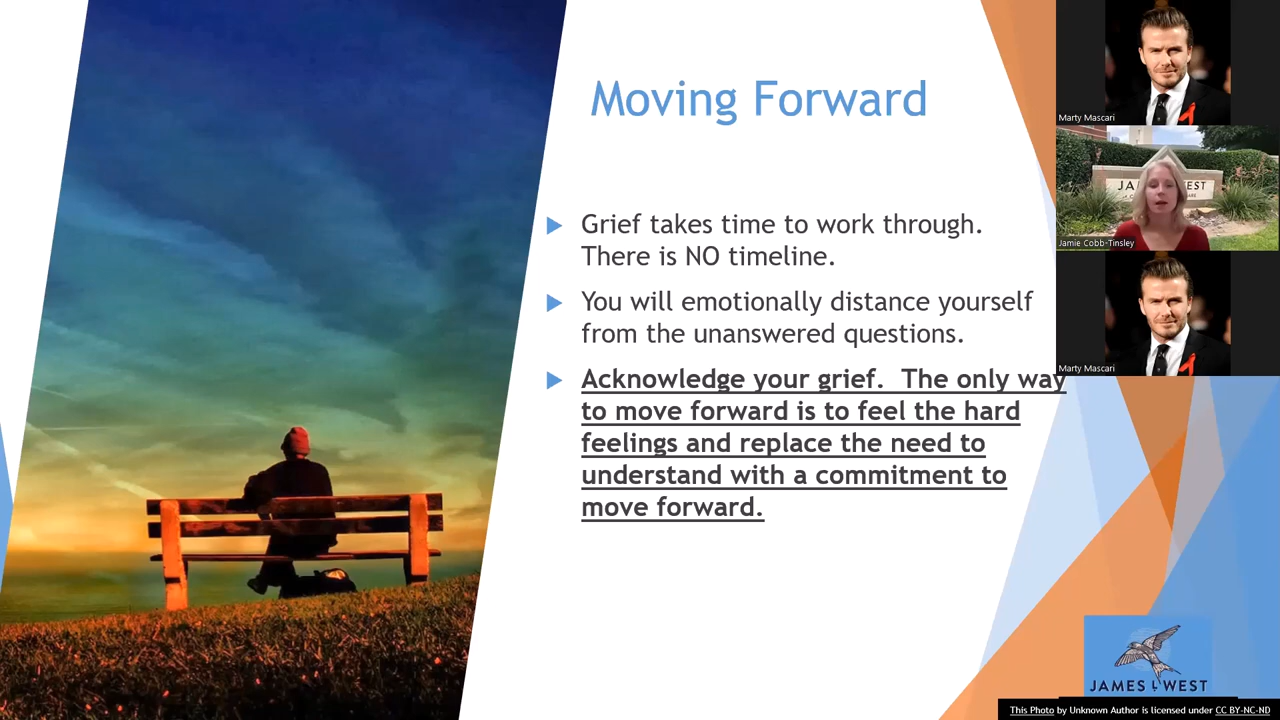 Moving Forward
Grief takes time to work through.
There is NO timeline.
You will emotionally distance yourself
from the unanswered questions.
Acknowledge your grief. The only way
to move forward is to feel the hard
feelings and replace the need to
understand with a commitment to
move forward.
Marty Mascari
JA
WEST
Jamie Cobb-Tinsley
Marty Mascari
JAMES L WEST
This Photo by Unknown Author is licensed under CC BY-NC-ND